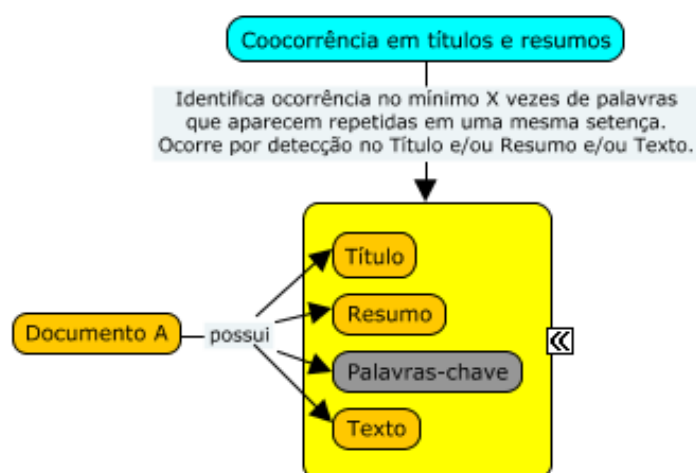 Coocorrência em títulos e resumos
Identifica ocorrência no mínimo X vezes de palavras
que aparecem repetidas em uma mesma setença.
Ocorre por detecção no Título e/ou Resumo e/ou Texto.
Título
Resumo
Documento A
possui
Palavras-chave
Texto